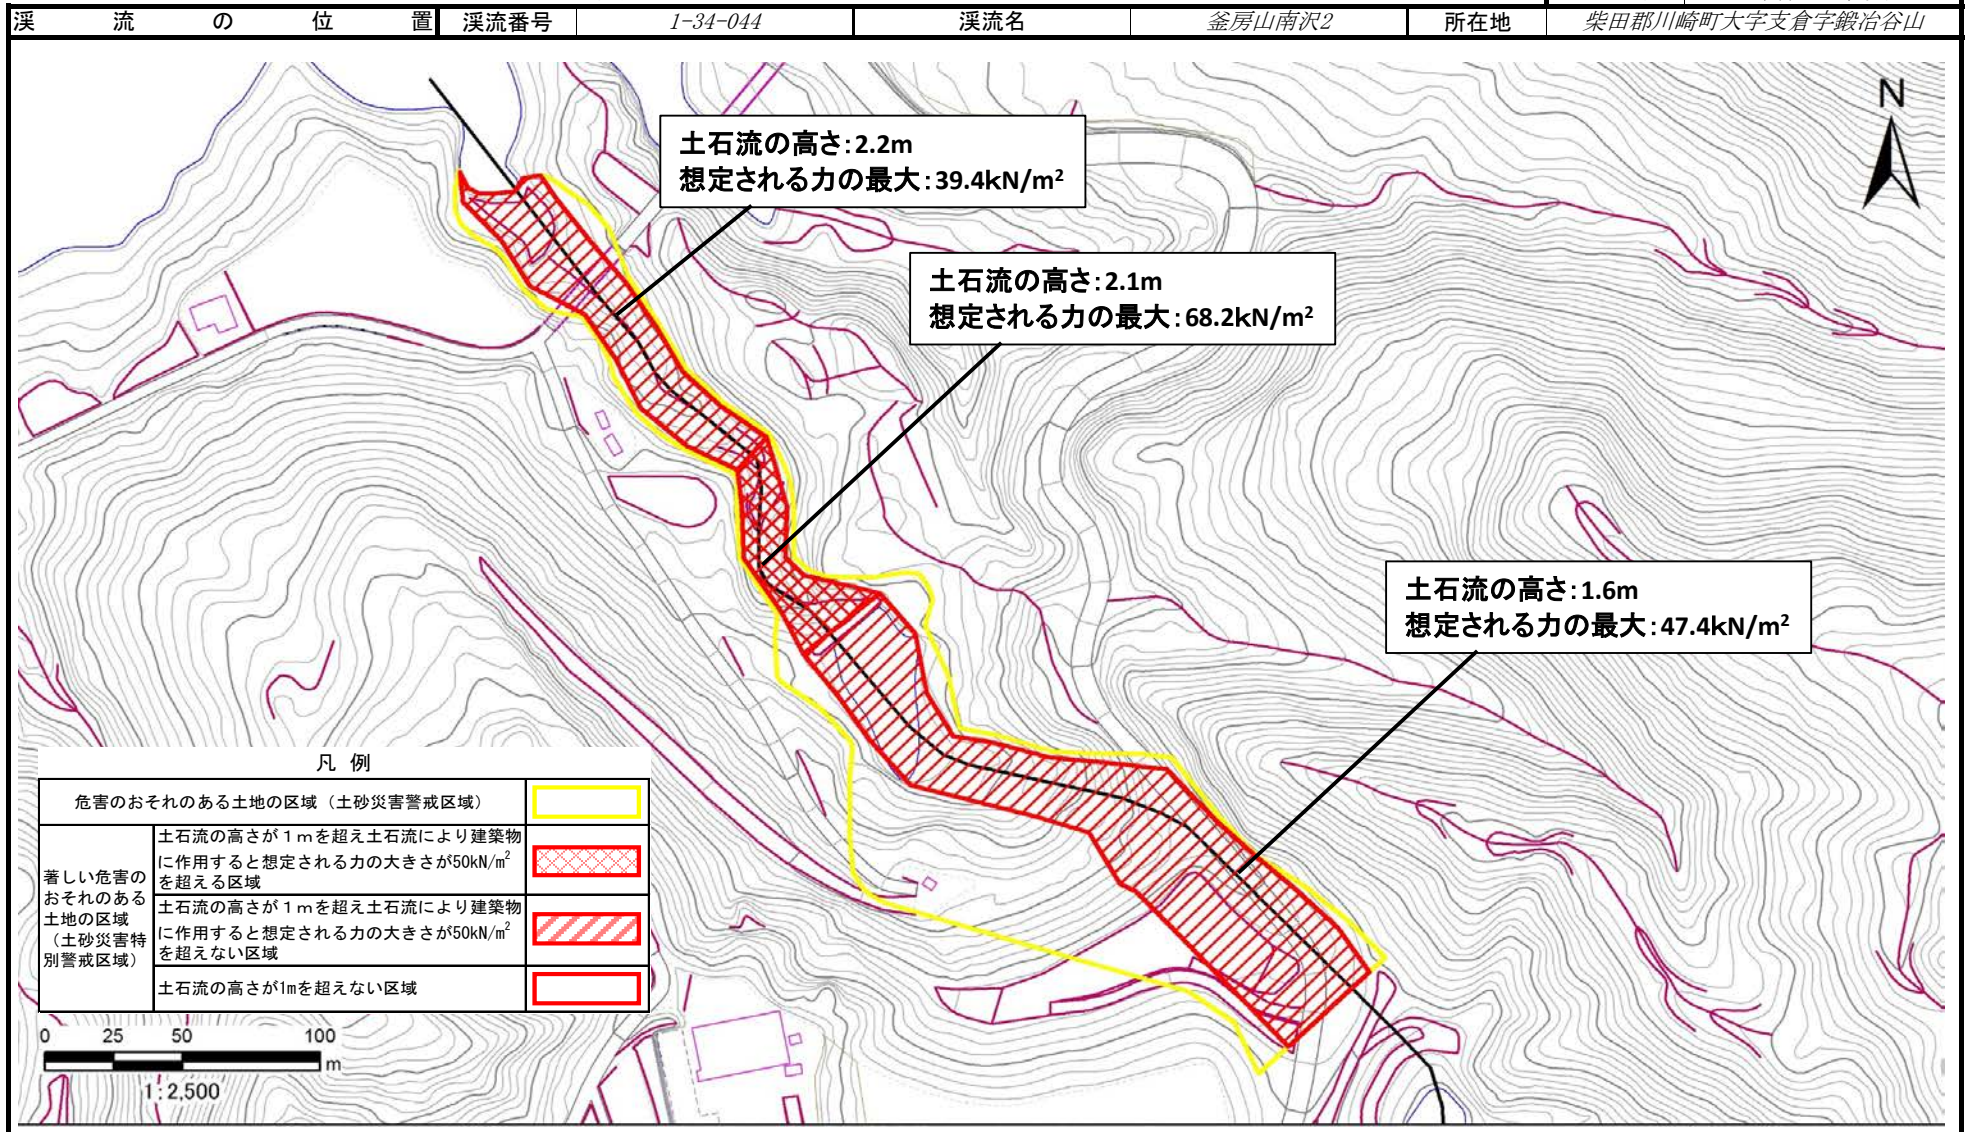 渓流の位置 渓流番号 1-34-044 渓流名 釜房山南沢2 所在地 柴田郡川崎町大字支倉字鍛冶谷山
N
土石流の高さ:2.2m
想定される力の最大:39.4kN/m²
土石流の高さ:2.1m
想定される力の最大:68.2kN/m²
土石流の高さ:1.6m
想定される力の最大:47.4kN/m²
凡 例
危害のおそれのある土地の区域（土砂災害警戒区域）
著しい危害の
おそれのある
土地の区域
（土砂災害特
別警戒区域）
土石流の高さが１ｍを超え土石流により建築物
に作用すると想定される力の大きさが50kN/m²
を超える区域
土石流の高さが１ｍを超え土石流により建築物
に作用すると想定される力の大きさが50kN/m²
を超えない区域
土石流の高さが1mを超えない区域
0 25 50 100
m
1:2,500